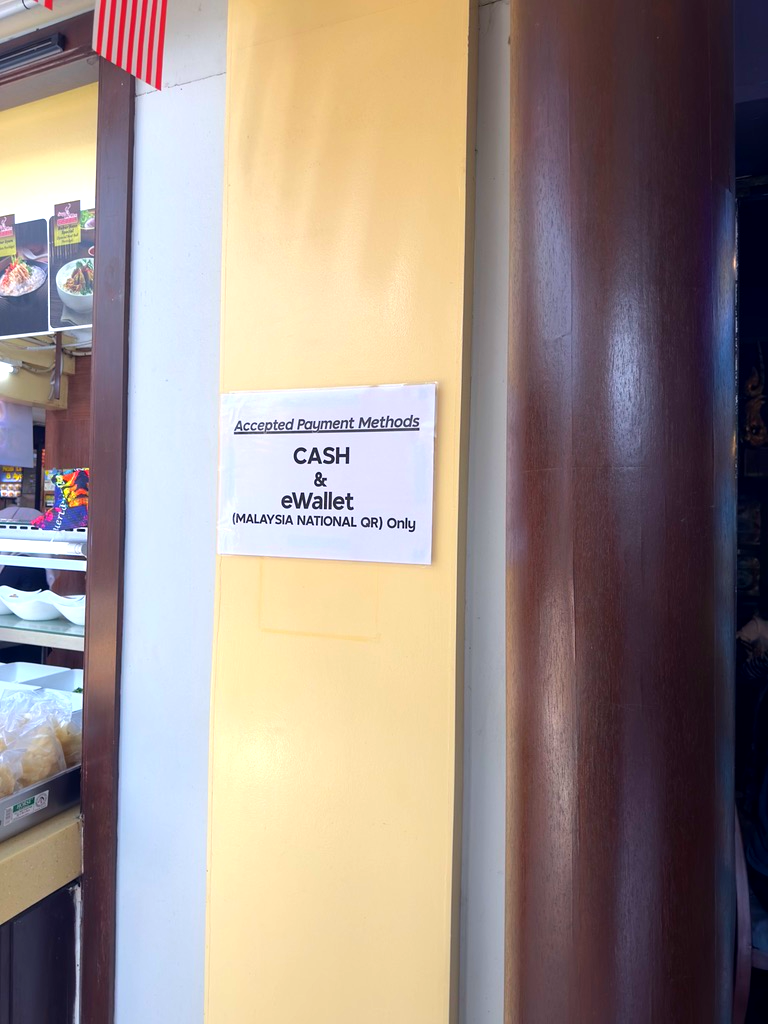 Accepted Payment Methods
CASH
&
eWallet
(MALAYSIA NATIONAL QR) Only